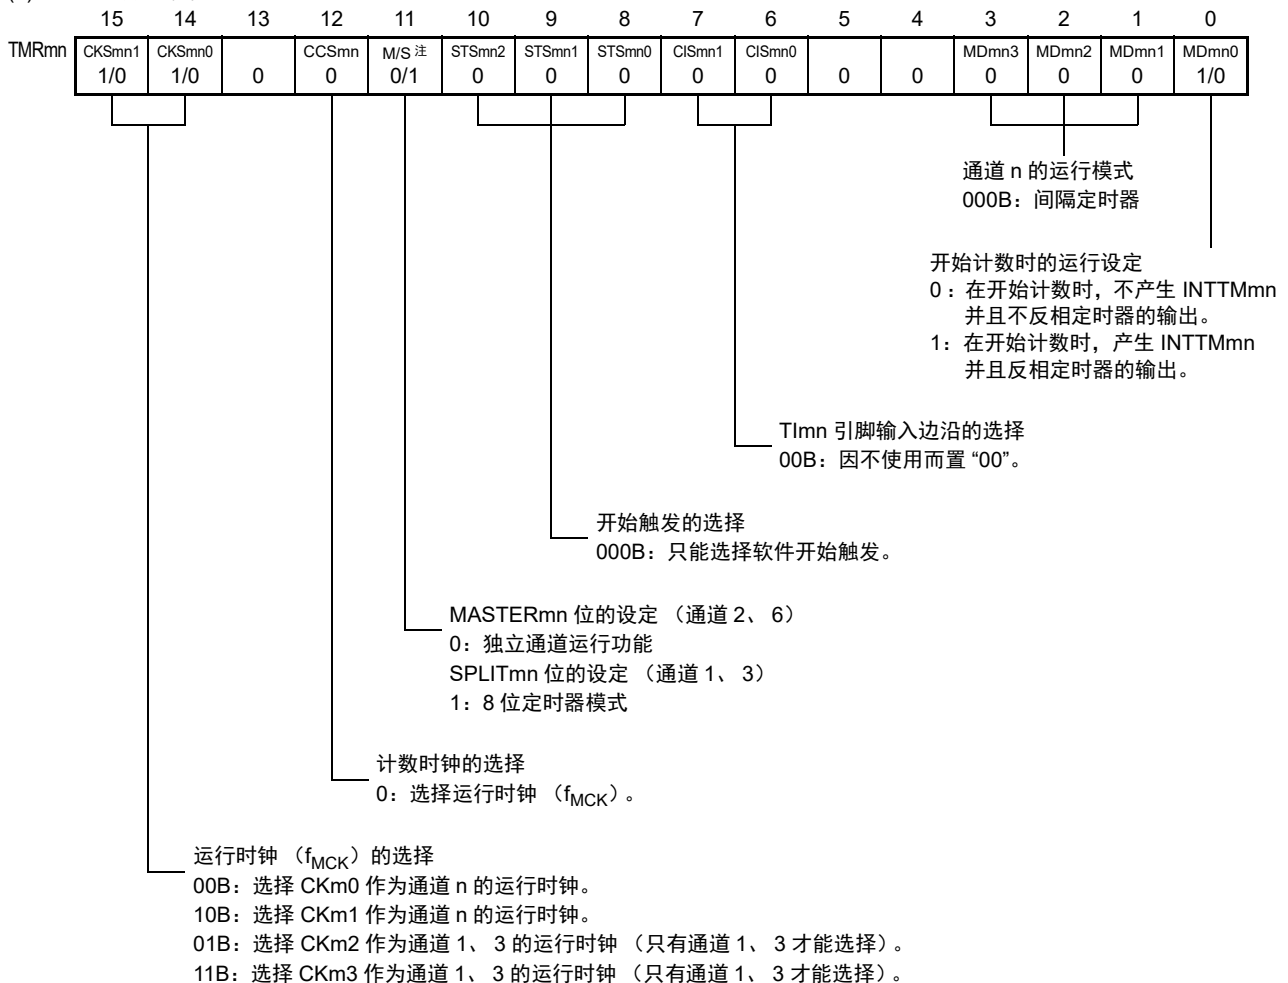 15 14 13 12 11 10 9 8 7 6 5 4 3 2 1 0
TMRmn CKSmn1 CKSmn0 CCSmn M/S 注 STSmn2 STSmn1 STSmn0 CISmn1 CISmn0 MDmn3 MDmn2 MDmn1 MDmn0
1/0 1/0 0 0 0/1 0 0 0 0 0 0 0 0 0 0 1/0
通道 n 的运行模式
000B：间隔定时器
开始计数时的运行设定
0：在开始计数时，不产生 INTTMmn
并且不反相定时器的输出。
1：在开始计数时，产生 INTTMmn
并且反相定时器的输出。
TImn 引脚输入边沿的选择
00B：因不使用而置 “00”。
开始触发的选择
000B：只能选择软件开始触发。
MASTERmn 位的设定 （通道 2、 6）
0：独立通道运行功能
SPLITmn 位的设定 （通道 1、 3）
1：8 位定时器模式
计数时钟的选择
0：选择运行时钟 （fMCK）。
运行时钟 （fMCK）的选择
00B：选择 CKm0 作为通道 n 的运行时钟。
10B：选择 CKm1 作为通道 n 的运行时钟。
01B：选择 CKm2 作为通道 1、 3 的运行时钟 （只有通道 1、 3 才能选择）。
11B：选择 CKm3 作为通道 1、 3 的运行时钟 （只有通道 1、 3 才能选择）。